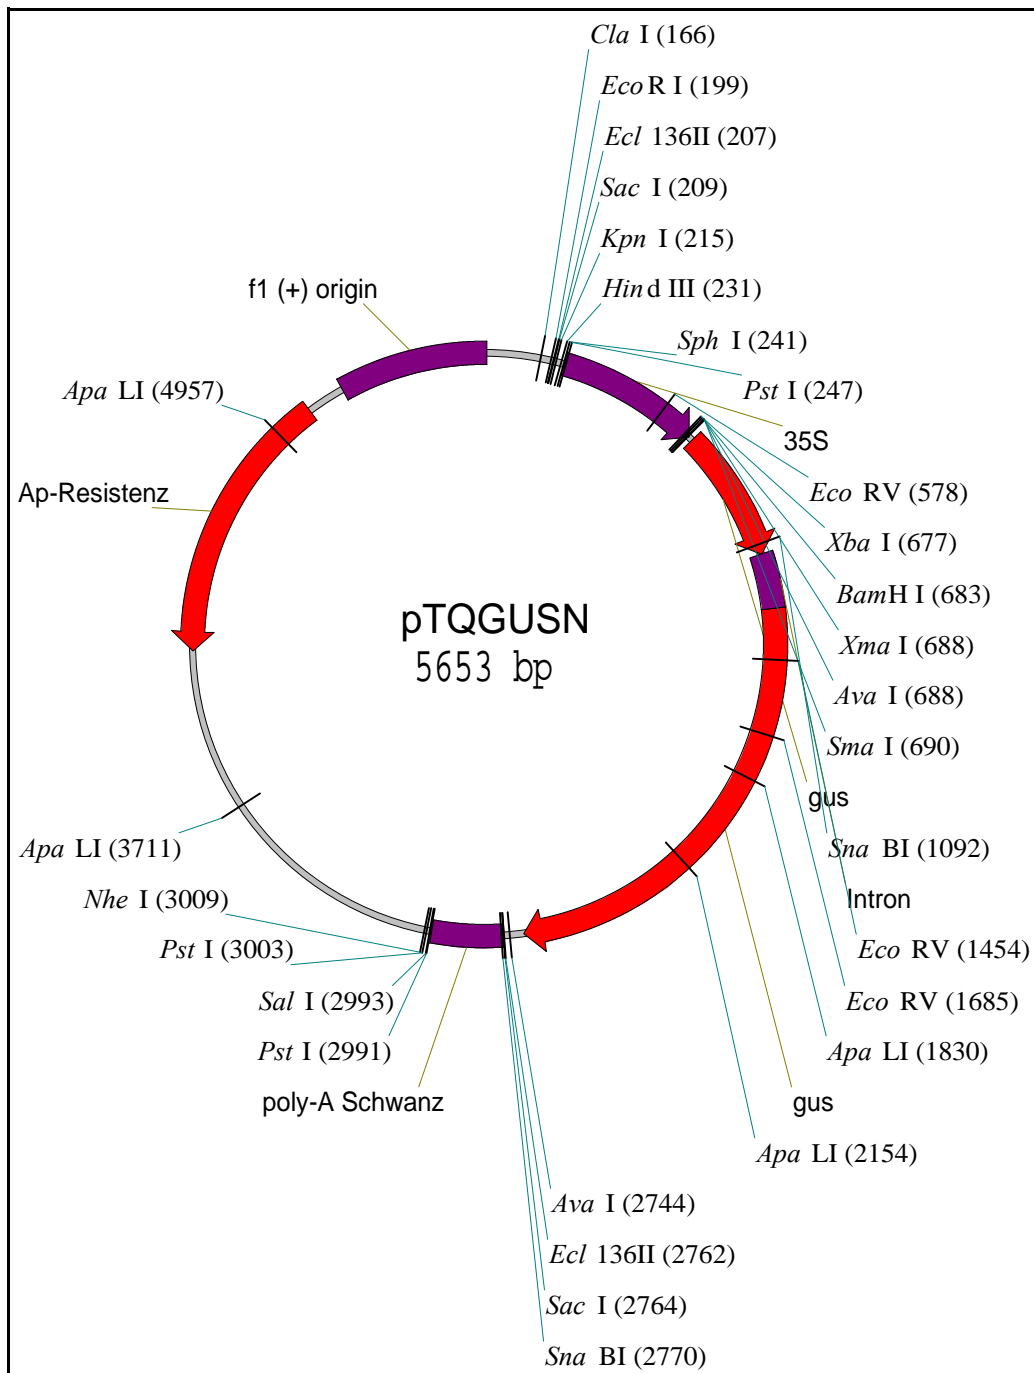 Cla I (166)
EcoR I (199)
Ecl 136II (207)
Sac I (209)
Kpn I (215)
f1 (+) origin
Hind III (231)
Sph I (241)
Apa LI (4957)
Pst I (247)
35S
Ap-Resistenz
Eco RV (578)
Xba I (677)
BamH I (683)
pTQGUSN
5653 bp
Xma I (688)
Ava I (688)
Sma I (690)
gus
Apa LI (3711)
Sna BI (1092)
Nhe I (3009)
Intron
Pst I (3003)
Eco RV (1454)
Sal I (2993)
Eco RV (1685)
Pst I (2991)
Apa LI (1830)
poly-A Schwanz
gus
Apa LI (2154)
Ava I (2744)
Ecl 136II (2762)
Sac I (2764)
Sna BI (2770)